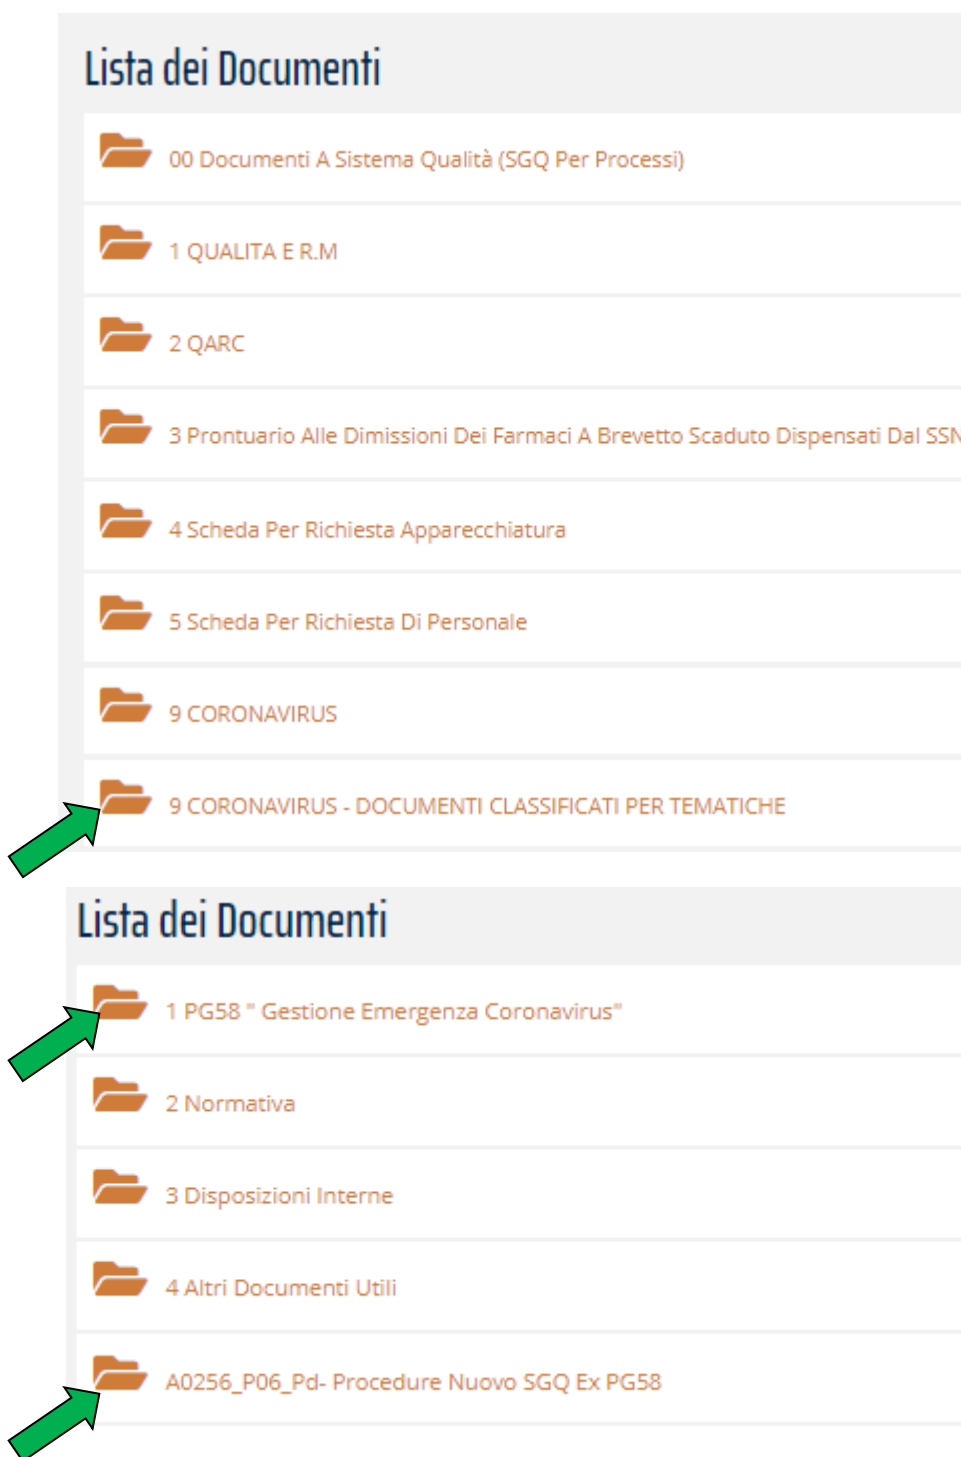 Lista dei Documenti
00 Documenti A Sistema Qualità (SGQ Per Processi)
1 QUALITA E R.M
2 QARC
3 Prontuario Alle Dimissioni Dei Farmaci A Brevetto Scaduto Dispensati Dal SSN
4 Scheda Per Richiesta Apparecchiatura
5 Scheda Per Richiesta Di Personale
9 CORONAVIRUS
9 CORONAVIRUS - DOCUMENTI CLASSIFICATI PER TEMATICHE
Lista dei Documenti
1 PG58 " Gestione Emergenza Coronavirus"
2 Normativa
3 Disposizioni Interne
4 Altri Documenti Utili
A0256_P06_Pd- Procedure Nuovo SGQ Ex PG58